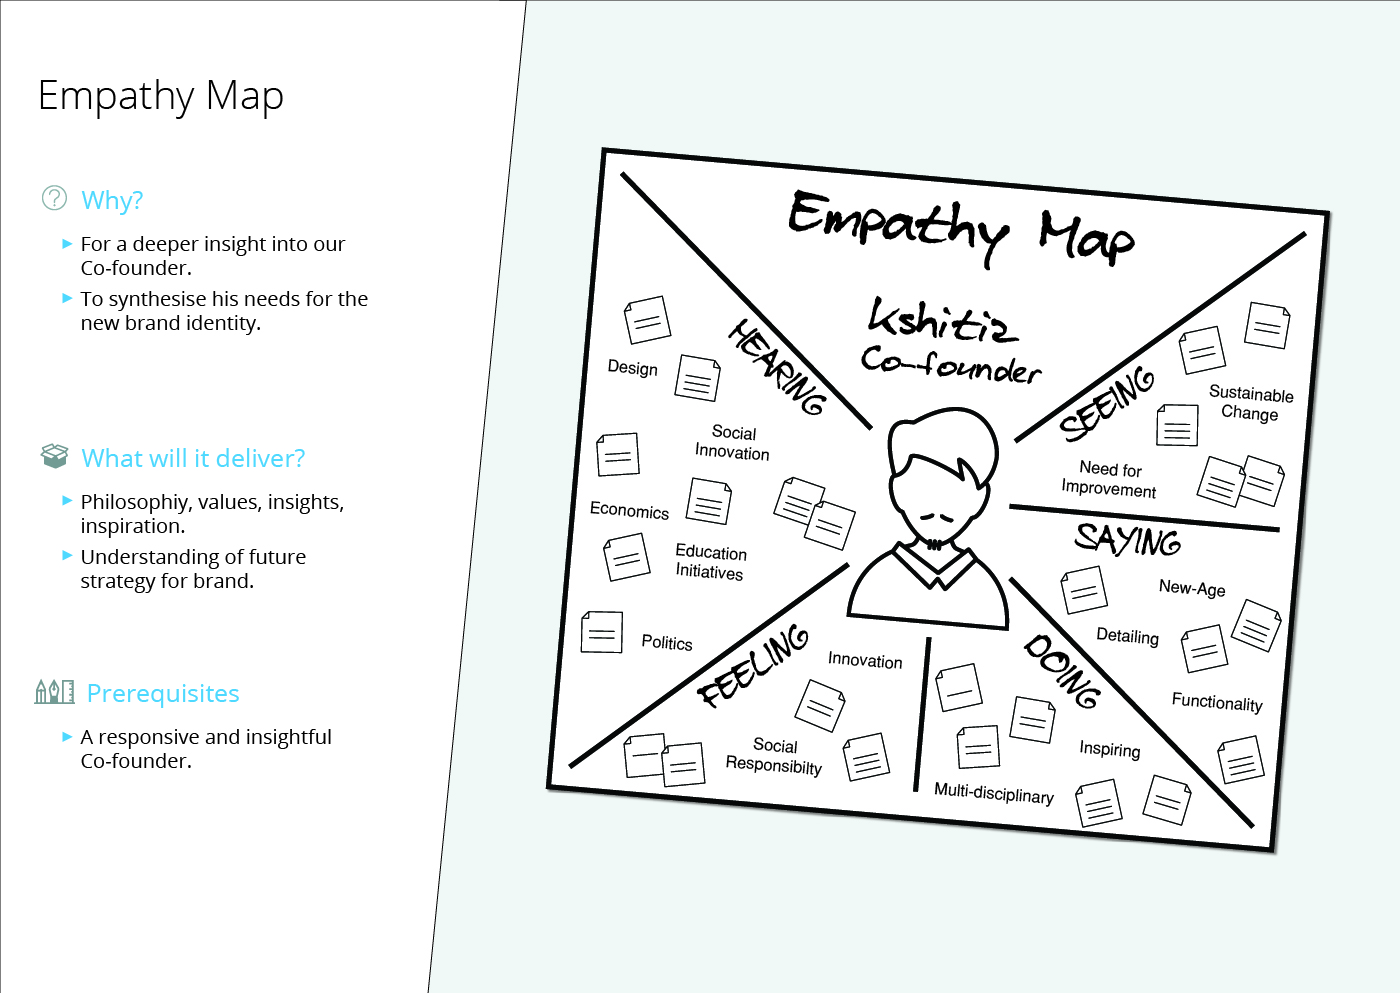 Empathy Map
Why?
For a deeper insight into our
Co-founder.
To synthesise his needs for the
new brand identity.
What will it deliver?
Philosophiy, values, insights,
inspiration.
Understanding of future
strategy for brand.
Prerequisites
A responsive and insightful
Co-founder.
Empathy Map
Kshitiz
Co-founder
HEARING
Design
Social
Innovation
Economics
Education
Initiatives
Politics
SEEING
Sustainable
Change
Need for
Improvement
SAYING
New-Age
Detailing
Functionality
FEELING
Innovation
Social
Responsibilty
DOING
Inspiring
Multi-disciplinary